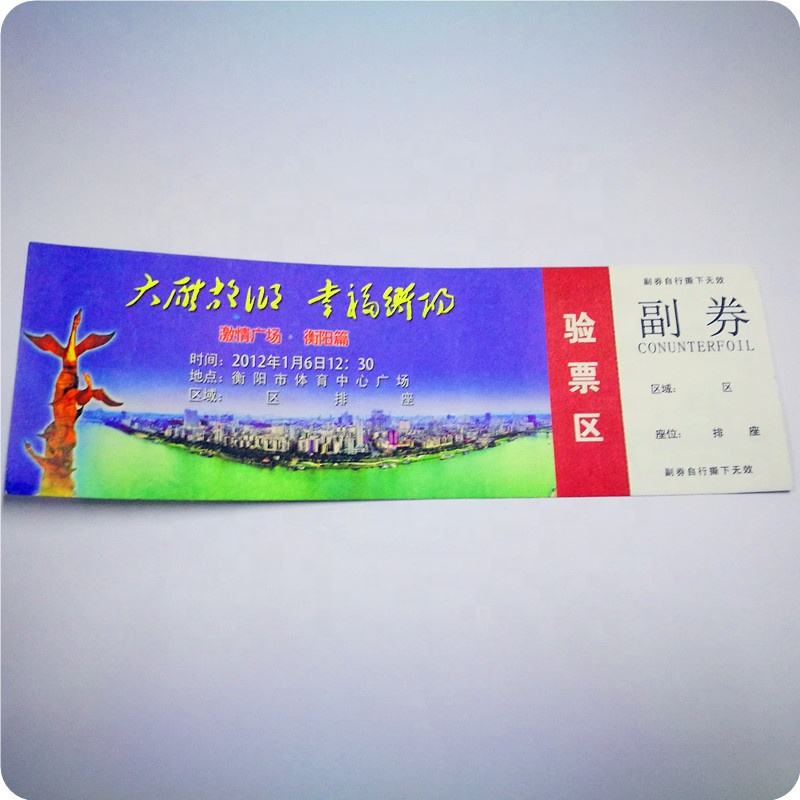 大雁故湖 幸福衡阳
激情广场·衡阳篇
时间：2012年1月6日12：30
地点：衡阳市体育中心广场
区域： 区 排 座
验票区
副券自行撕下无效
副券
CONUNTERFOIL
区域： 区
座位： 排 座
副券自行撕下无效